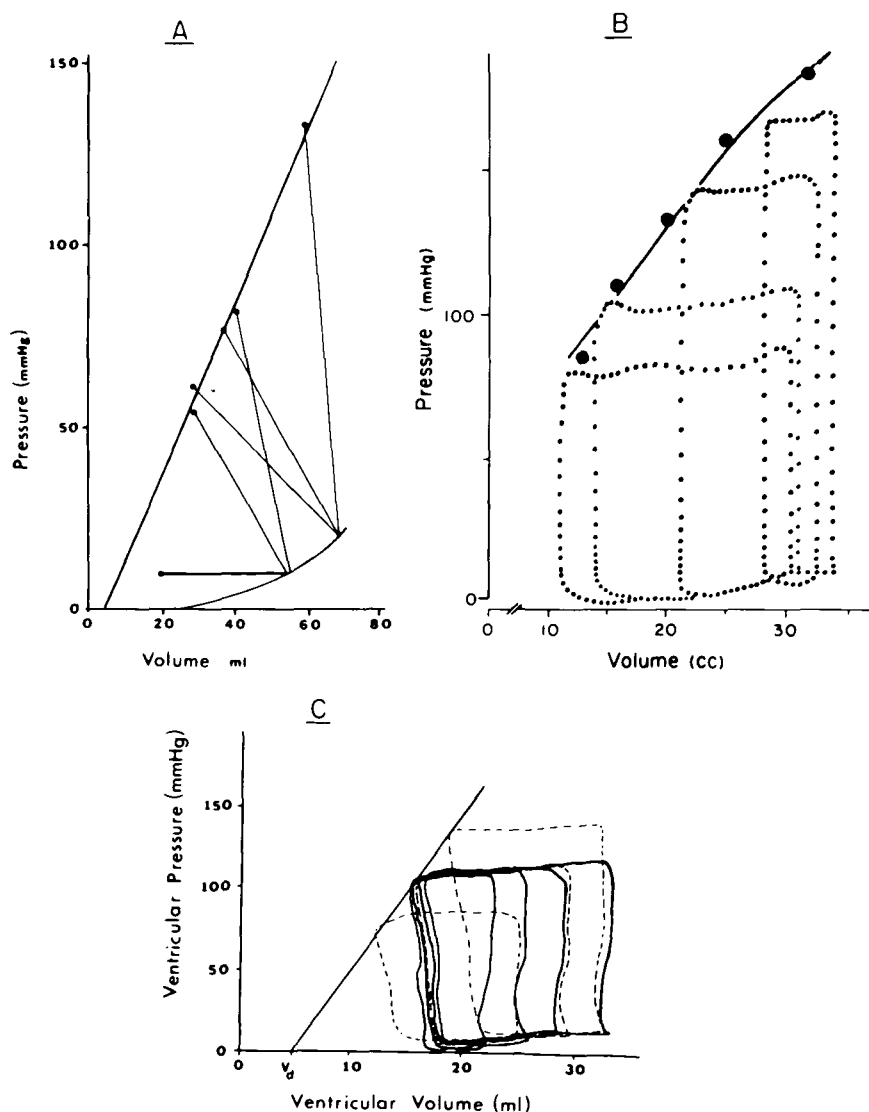 A
150
100
50
0
Pressure (mmHg)
0 20 40 60 80
Volume ml
B
100
0
Pressure (mmHg)
0 10 20 30
Volume (CC)
C
Ventricular Pressure (mmHg)
150
100
50
0
0 Vd 10 20 30
Ventricular Volume (ml)